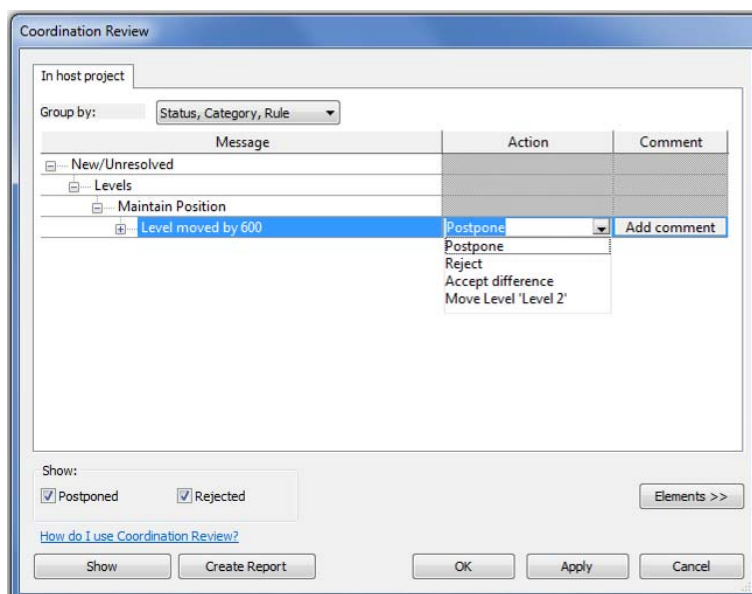 Coordination Review
In host project
Group by: Status, Category, Rule
Message Action Comment
New/Unresolved
Levels
Maintain Position
Level moved by 600 Postpone Add comment
Postpone
Reject
Accept difference
Move Level 'Level 2'
Show:
Postponed Rejected Elements >>
How do I use Coordination Review?
Show Create Report OK Apply Cancel